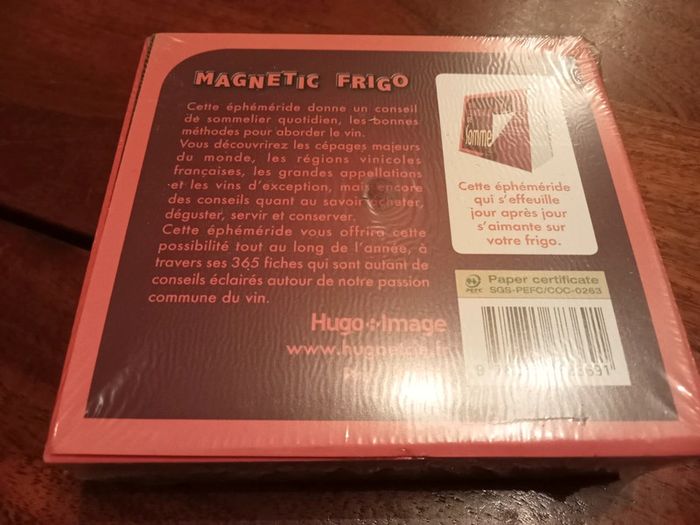 MAGNETIC FRIGO
Cette éphéméride donne un conseil
de sommelier quotidien, les bonnes
méthodes pour aborder le vin.
Vous découvrirez les cépages majeurs
du monde, les régions vinicoles
françaises, les grandes appellations
et les vins d'exception, mais encore
des conseils quant au savoir acheter,
déguster, servir et conserver.
Cette éphéméride vous offrira cette
possibilité tout au long de l'année, à
travers ses 365 fiches qui sont autant de
conseils éclairés autour de notre passion
commune du vin.
Hugo Image
Cette éphéméride
qui s'effeuille
jour après jour
s'aimante sur
votre frigo.
PEFC
Paper certificate
SGS-PEFC/COC-0263